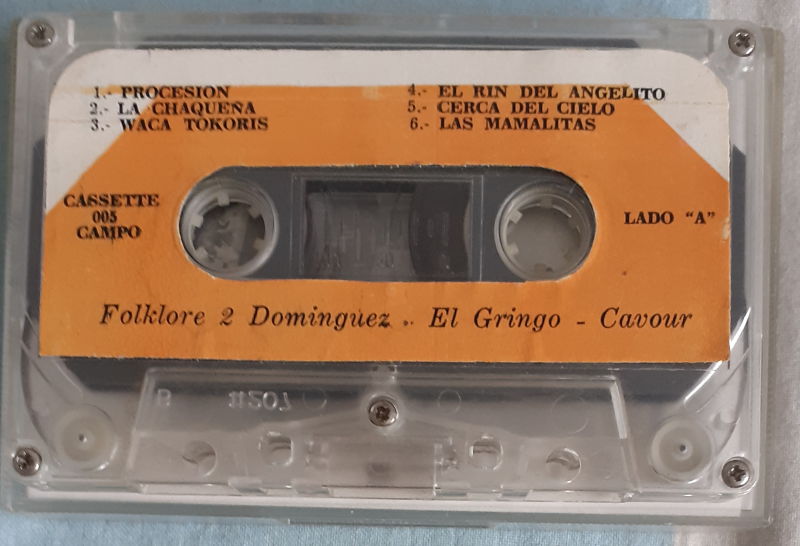 1.- PROCESION
2.- LA CHAQUEÑA
3.- WACA TOKORIS
4.- EL RIN DEL ANGELITO
5.- CERCA DEL CIELO
6.- LAS MAMALITAS
CASSETTE
005
CAMPO
LADO "A"
Folklore 2 Dominguez - El Gringo - Cavour
B